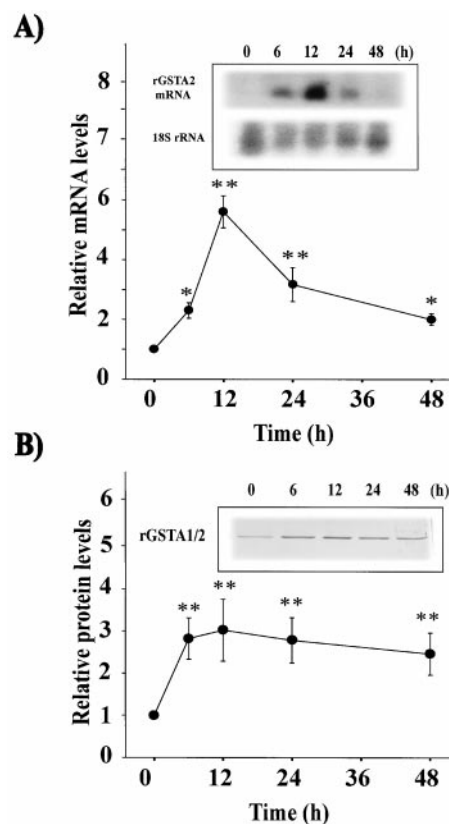 A)
0 6 12 24 48 (h)
rGSTA2
mRNA
18S rRNA
Relative mRNA levels
8
7
6
4
2
1
0
*
**
**
*
0 12 24 36 48
Time (h)
B)
0 6 12 24 48 (h)
rGSTA1/2
Relative protein levels
6
5
4
3
2
1
0
**
**
**
**
0 12 24 36 48
Time (h)